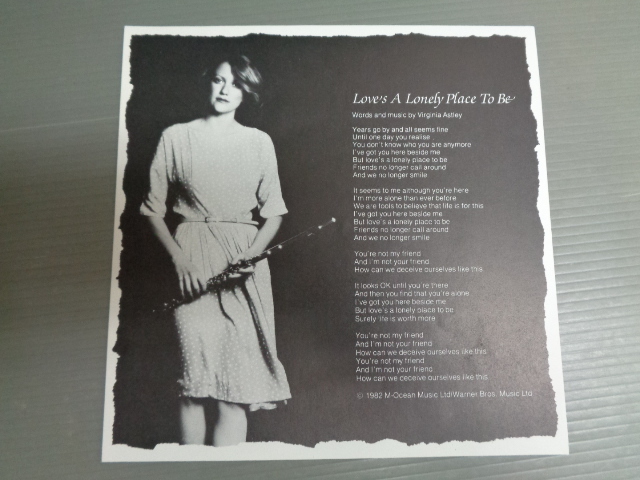 Love's A Lonely Place To Be
Words and music by Virginia Astley
Years go by and all seems fine
Until one day you realise
You don't know who you are anymore
I've got you here beside me
But love's is lonely place to be
Friends no longer call around
And we no longer smile
It seems to me although you're here
I'm more alone than ever before
We are fools to believe that life is for this
I've got you here beside me
But love's a lonely place to be
Friends no longer call around
And we no longer smile
You're not my friend
And I'm not your friend
How can we deceive ourselves like this
It looks OK until you're there
And then you find that you're alone
I've got you here beside me
But love's a lonely place to be
Surely life is worth more
You're not my friend
And I'm not your friend
How can we deceive ourselves like this
You're not my friend
And I'm not your friend
How can we deceive ourselves like this
© 1982 M-Ocean Music Ltd/Warner Bros. Music Ltd